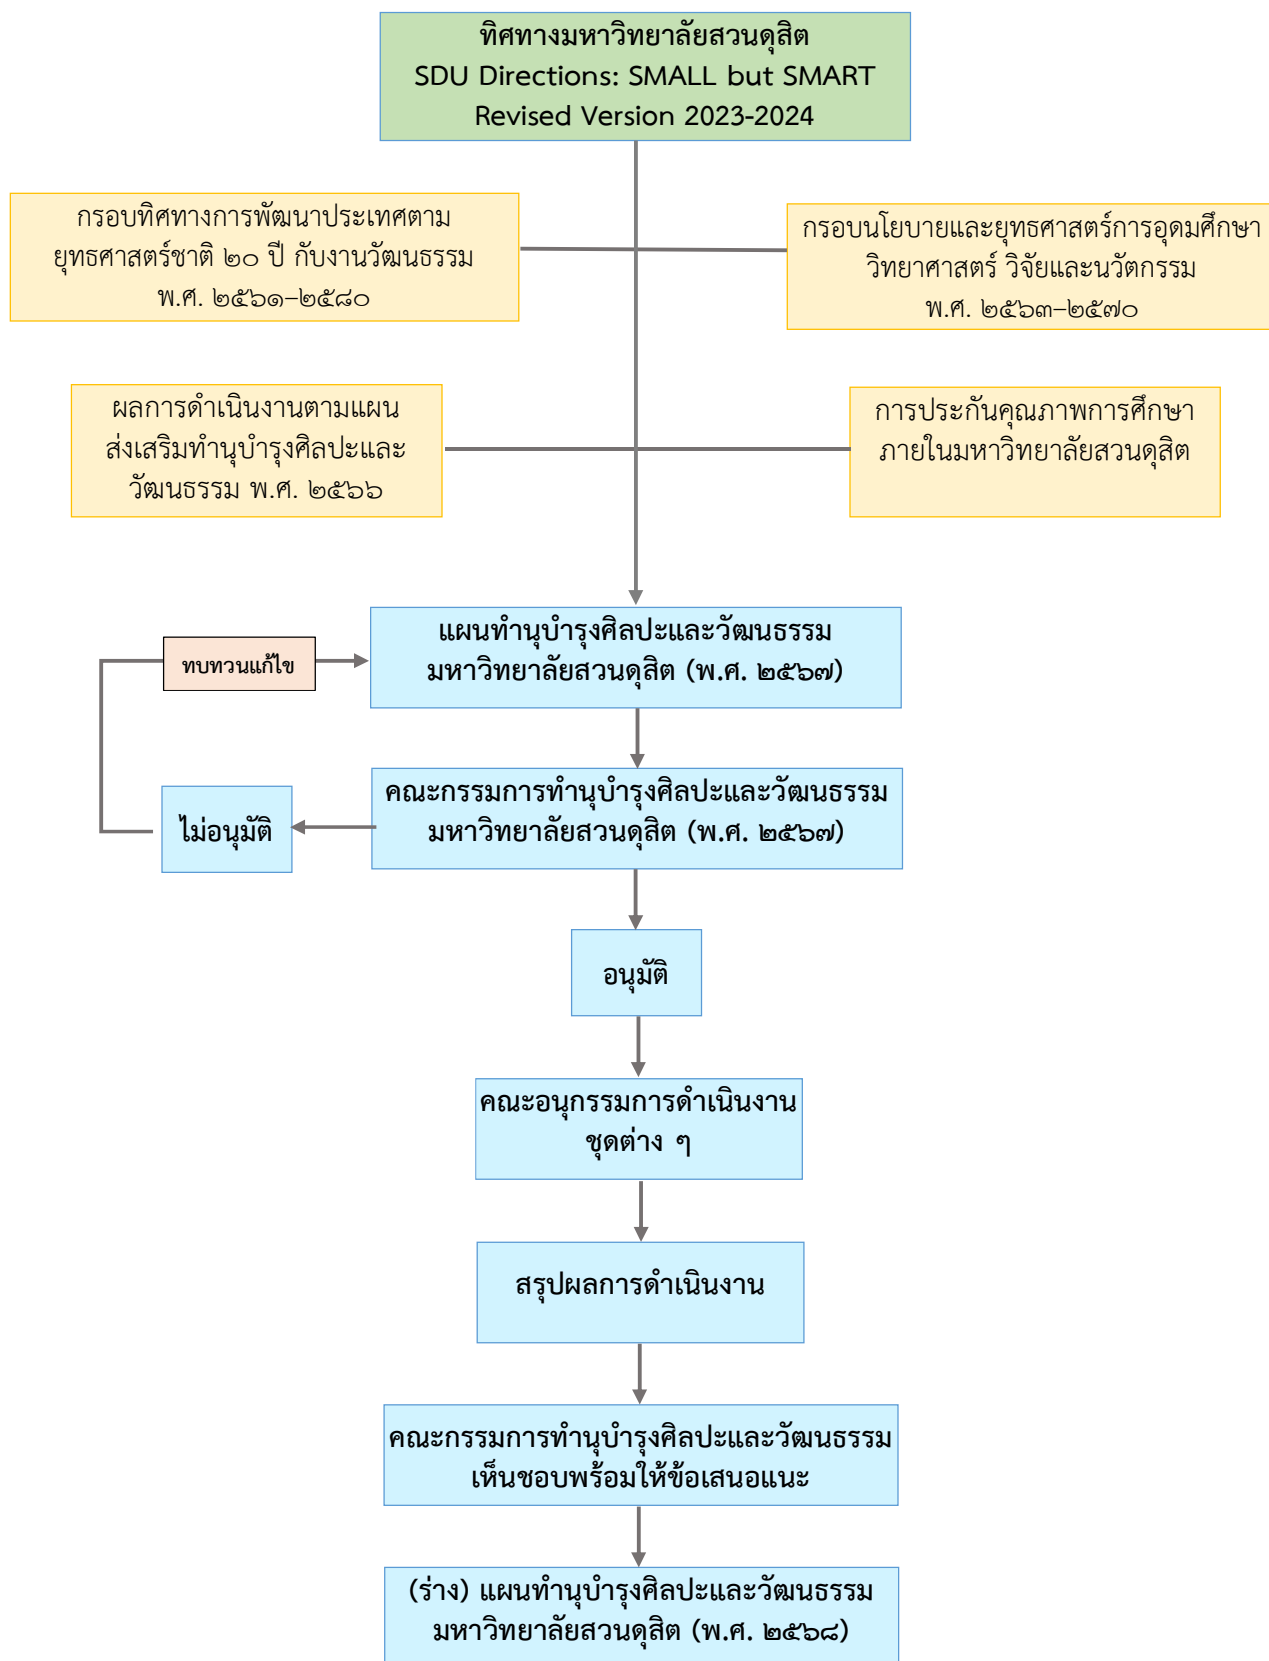 ทิศทางมหาวิทยาลัยสวนดุสิต
SDU Directions: SMALL but SMART
Revised Version 2023-2024
กรอบทิศทางการพัฒนาประเทศตาม
ยุทธศาสตร์ชาติ ๒๐ ปี กับงานวัฒนธรรม
พ.ศ. ๒๕๖๑–๒๕๘๐
กรอบนโยบายและยุทธศาสตร์การอุดมศึกษา
วิทยาศาสตร์ วิจัยและนวัตกรรม
พ.ศ. ๒๕๖๓–๒๕๗๐
ผลการดำเนินงานตามแผน
ส่งเสริมทำนุบำรุงศิลปะและ
วัฒนธรรม พ.ศ. ๒๕๖๖
การประกันคุณภาพการศึกษา
ภายในมหาวิทยาลัยสวนดุสิต
แผนทำนุบำรุงศิลปะและวัฒนธรรม
มหาวิทยาลัยสวนดุสิต (พ.ศ. ๒๕๖๗)
ทบทวนแก้ไข
คณะกรรมการทำนุบำรุงศิลปะและวัฒนธรรม
มหาวิทยาลัยสวนดุสิต (พ.ศ. ๒๕๖๗)
ไม่อนุมัติ
อนุมัติ
คณะอนุกรรมการดำเนินงาน
ชุดต่าง ๆ
สรุปผลการดำเนินงาน
คณะกรรมการทำนุบำรุงศิลปะและวัฒนธรรม
เห็นชอบพร้อมให้ข้อเสนอแนะ
(ร่าง) แผนทำนุบำรุงศิลปะและวัฒนธรรม
มหาวิทยาลัยสวนดุสิต (พ.ศ. ๒๕๖๘)